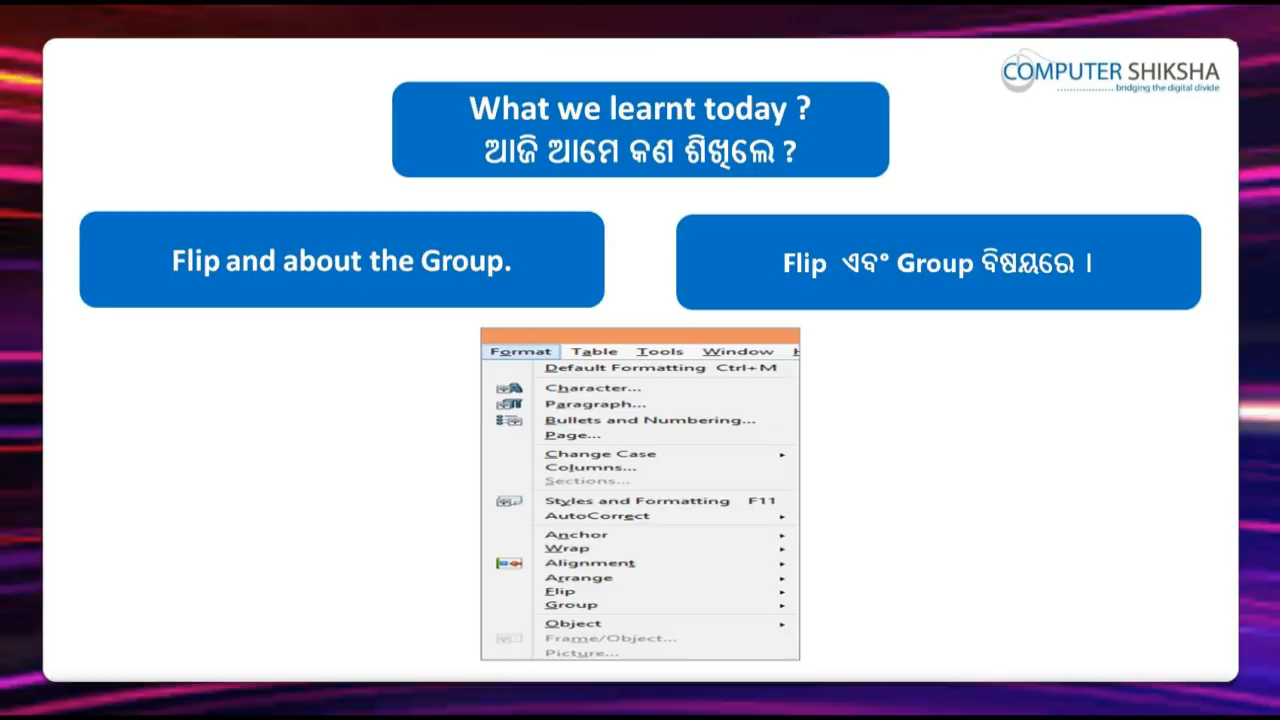 COMPUTER SHIKSHA
bridging the digital divide
What we learnt today ?
ଆଜି ଆମେ କଣ ଶିଖିଲେ ?
Flip and about the Group.
Flip ଏବଂ Group ବିଷୟରେ ।
Format Table Tools Window
Default Formatting Ctrl+M
Character...
Paragraph...
Bullets and Numbering...
Page...
Change Case
Columns...
Sections...
Styles and Formatting F11
AutoCorrect
Anchor
Wrap
Alignment
Arrange
Flip
Group
Object
Frame/Object...
Picture...